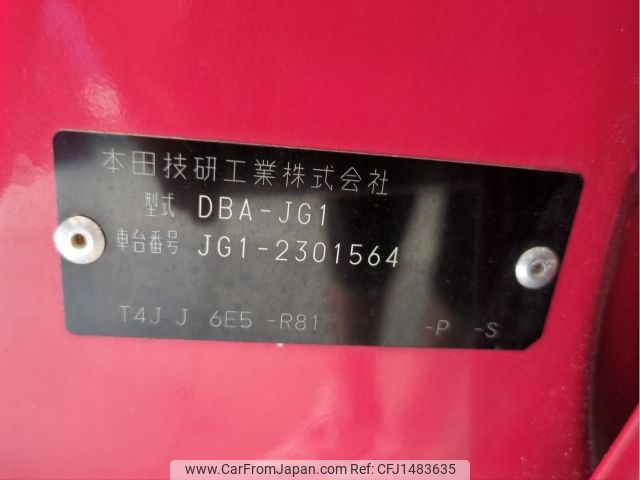 本田技研工業株式会社
型式 DBA-JG1
車台番号 JG1-2301564
T4J J 6E5 -R81 -P -S
www.CarFromJapan.com - CFJ1483635